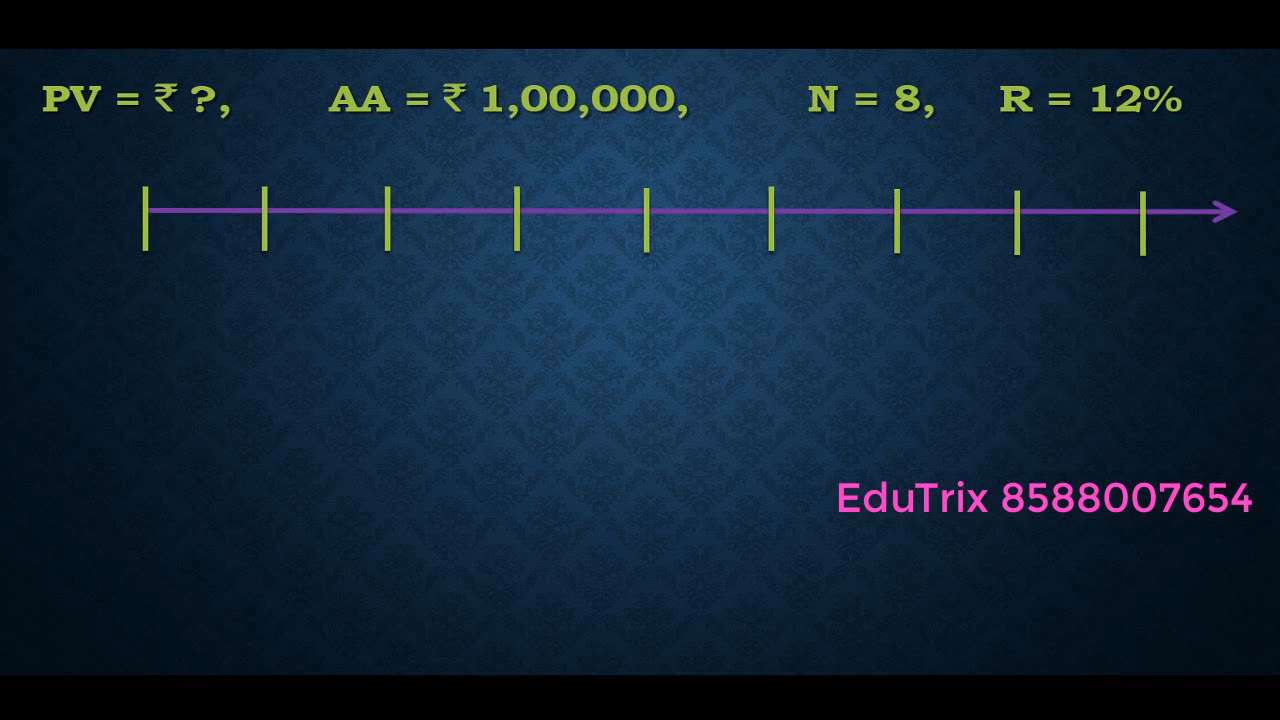 PV = ₹ ?, AA = ₹ 1,00,000, N = 8, R = 12%
EduTrix 8588007654